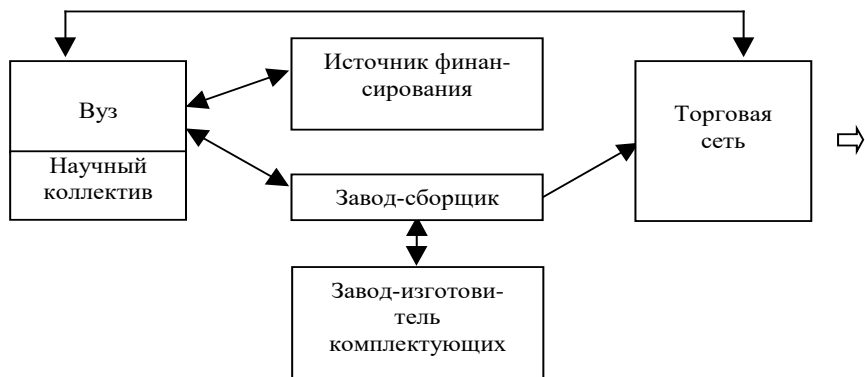 Вуз
Научный
коллектив
Источник финан-
сирования
Завод-сборщик
Завод-изготови-
тель
комплектующих
Торговая
сеть